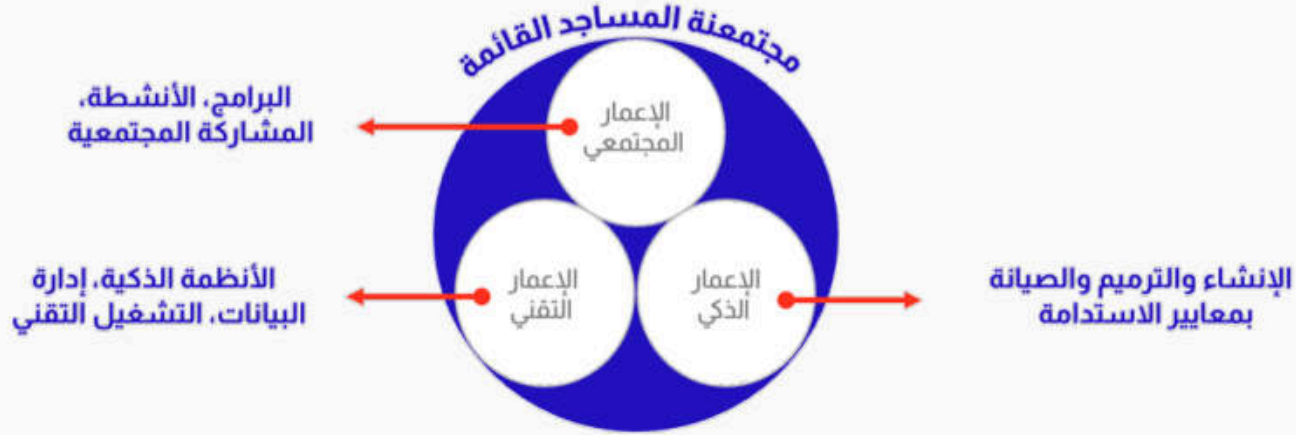 مجتمعنة المساجد القائمة
الإعمار
المجتمعي
البرامج، الأنشطة،
المشاركة المجتمعية
الإعمار
الذكي
الإنشاء والترميم والصيانة
بمعايير الاستدامة
الإعمار
التقني
الأنظمة الذكية، إدارة
البيانات، التشغيل التقني